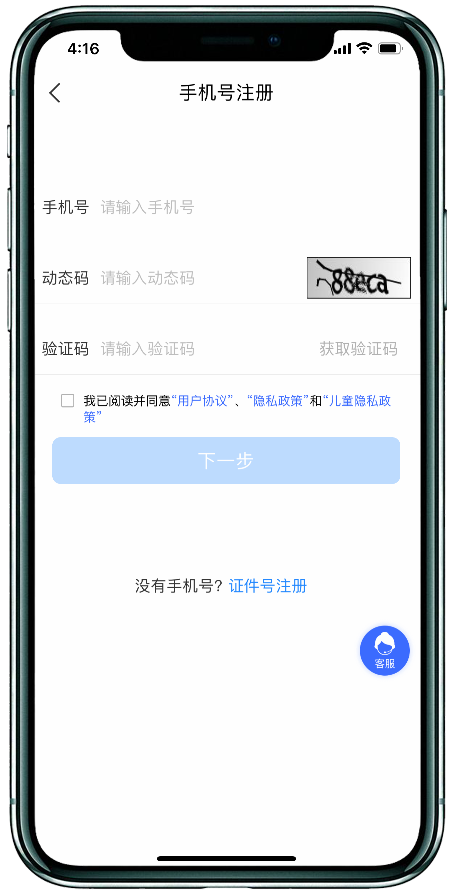 4:16
手机号注册
手机号 请输入手机号
动态码 请输入动态码 88eca
验证码 请输入验证码 获取验证码
我已阅读并同意“用户协议”、“隐私政策”和“儿童隐私政
策”
下一步
没有手机号? 证件号注册
客服